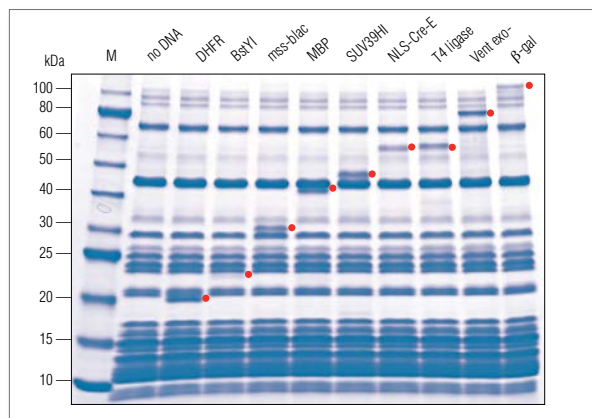 kDa
M
no DNA
DHFR
BstYI
mss-blac
MBP
SUV39HI
NLS-Cre-E
T4 ligase
Vent exo-
β-gal
100
80
60
50
40
30
25
20
15
10